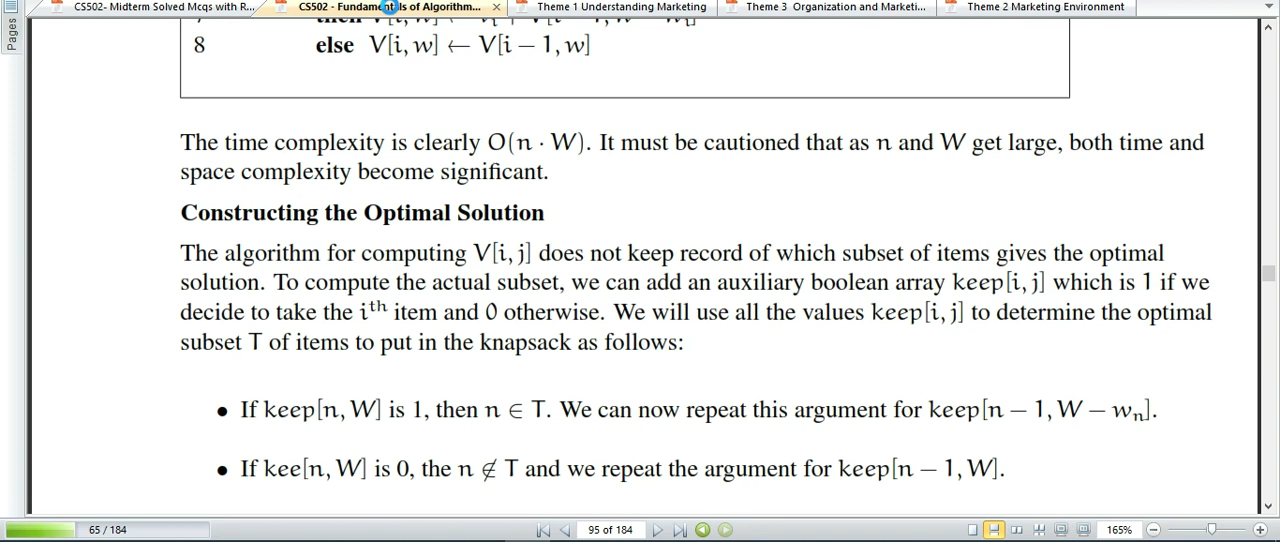 CS502- Midterm Solved Mcqs with R...
CS502 - Fundamentals of Algorithm...
Theme 1 Understanding Marketing
Theme 3 Organization and Marketi...
Theme 2 Marketing Environment
Pages
8 else V[i, w] ← V[i − 1, w]
The time complexity is clearly O(n · W). It must be cautioned that as n and W get large, both time and
space complexity become significant.
Constructing the Optimal Solution
The algorithm for computing V[i, j] does not keep record of which subset of items gives the optimal
solution. To compute the actual subset, we can add an auxiliary boolean array keep[i, j] which is 1 if we
decide to take the iᵗʰ item and 0 otherwise. We will use all the values keep[i, j] to determine the optimal
subset T of items to put in the knapsack as follows:
• If keep[n, W] is 1, then n ∈ T. We can now repeat this argument for keep[n − 1, W − wₙ].
• If kee[n, W] is 0, the n ∉ T and we repeat the argument for keep[n − 1, W].
65 / 184
95 of 184
165%